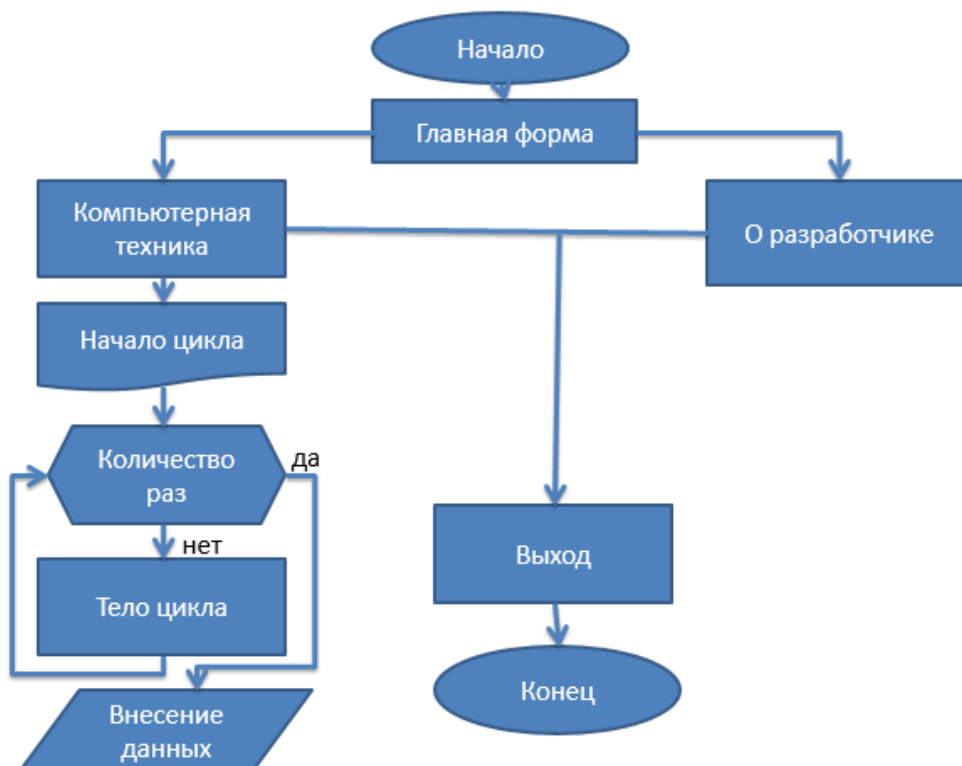 Начало
Главная форма
Компьютерная
техника
О разработчике
Начало цикла
Количество
раз
да
нет
Тело цикла
Выход
Внесение
данных
Конец